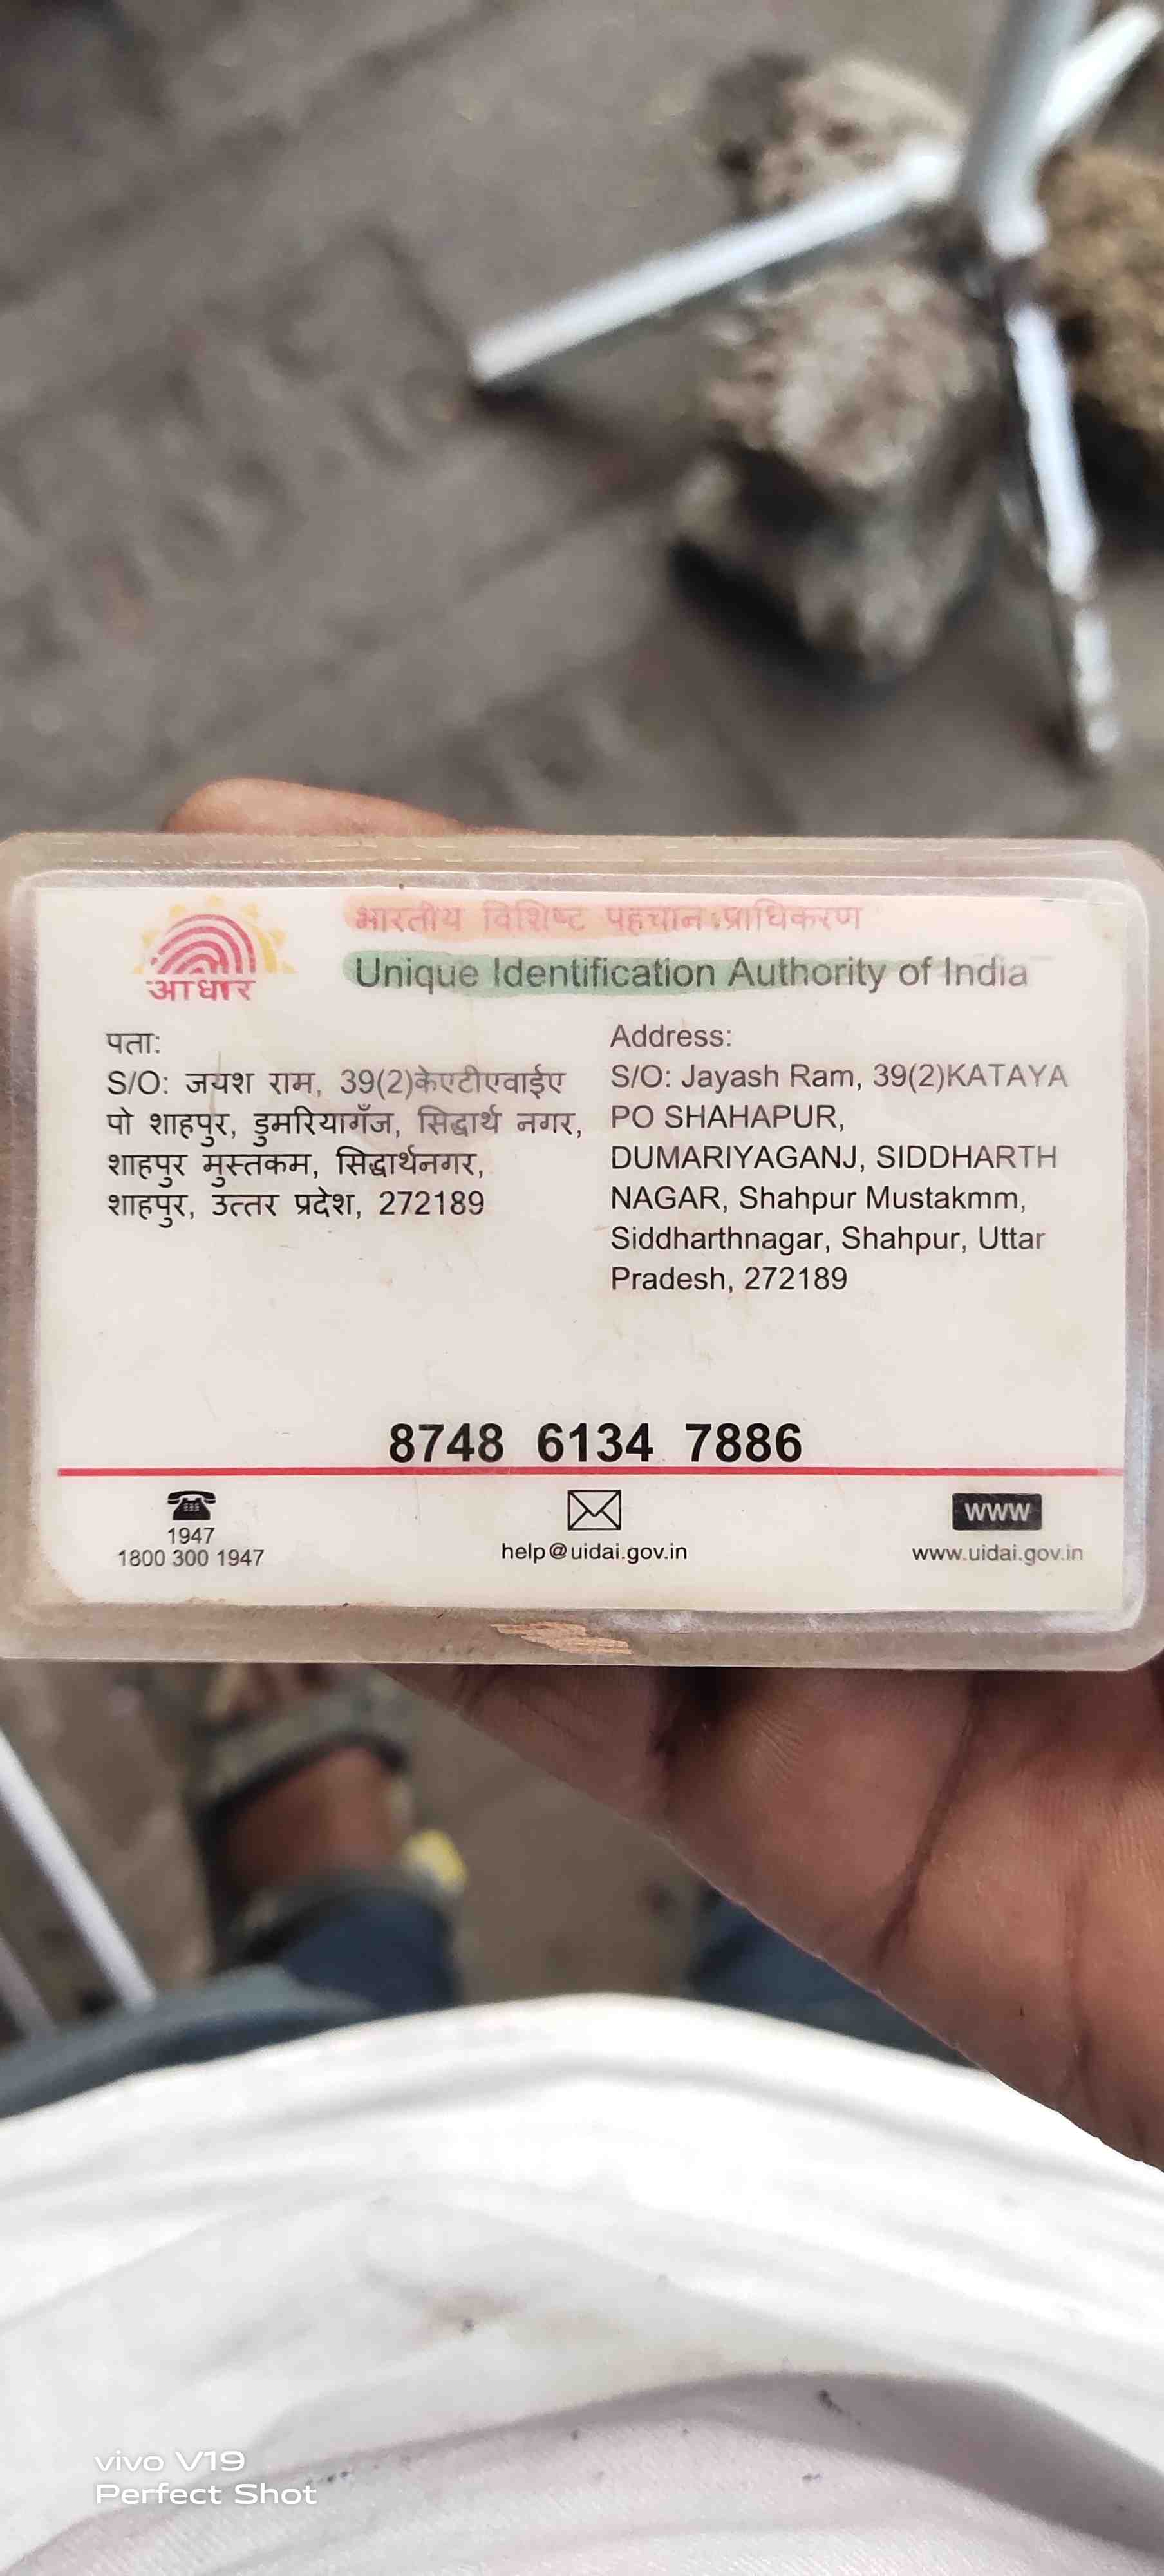 भारतीय विशिष्ट पहचान प्राधिकरण
Unique Identification Authority of India
आधार
पता:
S/O: जयश राम, 39(2)केएटीएवाईए
पो शाहपुर, डुमरियागँज, सिद्धार्थ नगर,
शाहपुर मुस्तकम, सिद्धार्थनगर,
शाहपुर, उत्तर प्रदेश, 272189
Address:
S/O: Jayash Ram, 39(2)KATAYA
PO SHAHAPUR,
DUMARIYAGANJ, SIDDHARTH
NAGAR, Shahpur Mustakmm,
Siddharthnagar, Shahpur, Uttar
Pradesh, 272189
8748 6134 7886
1947
1800 300 1947
help@uidai.gov.in
www
www.uidai.gov.in
vivo V19
Perfect Shot